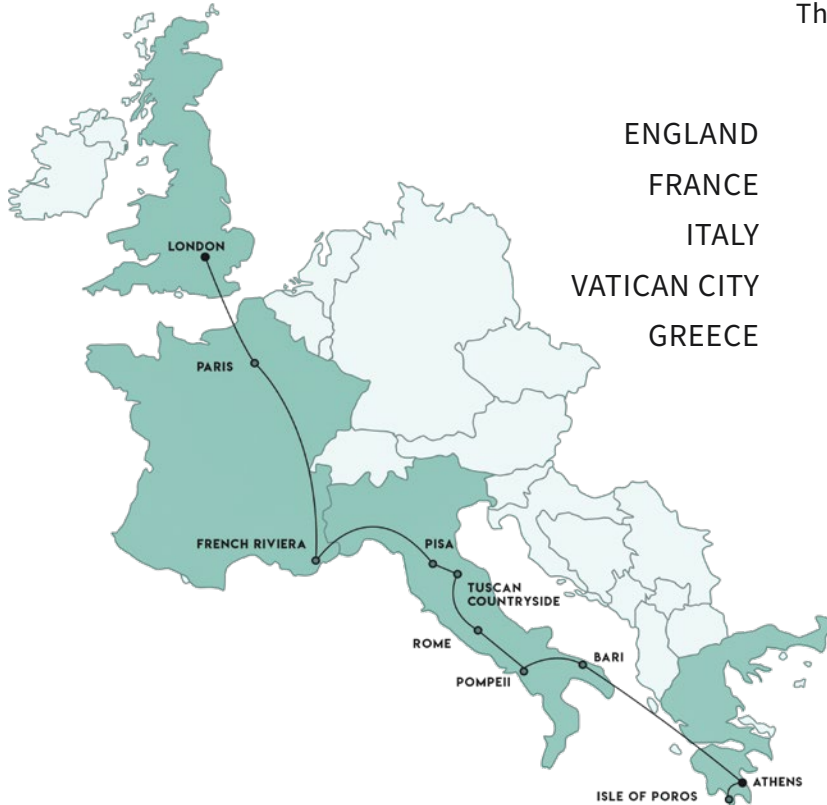 Th
ENGLAND
FRANCE
ITALY
VATICAN CITY
GREECE
LONDON
PARIS
FRENCH RIVIERA
PISA
TUSCAN
COUNTRYSIDE
ROME
POMPEII
BARI
ATHENS
ISLE OF POROS